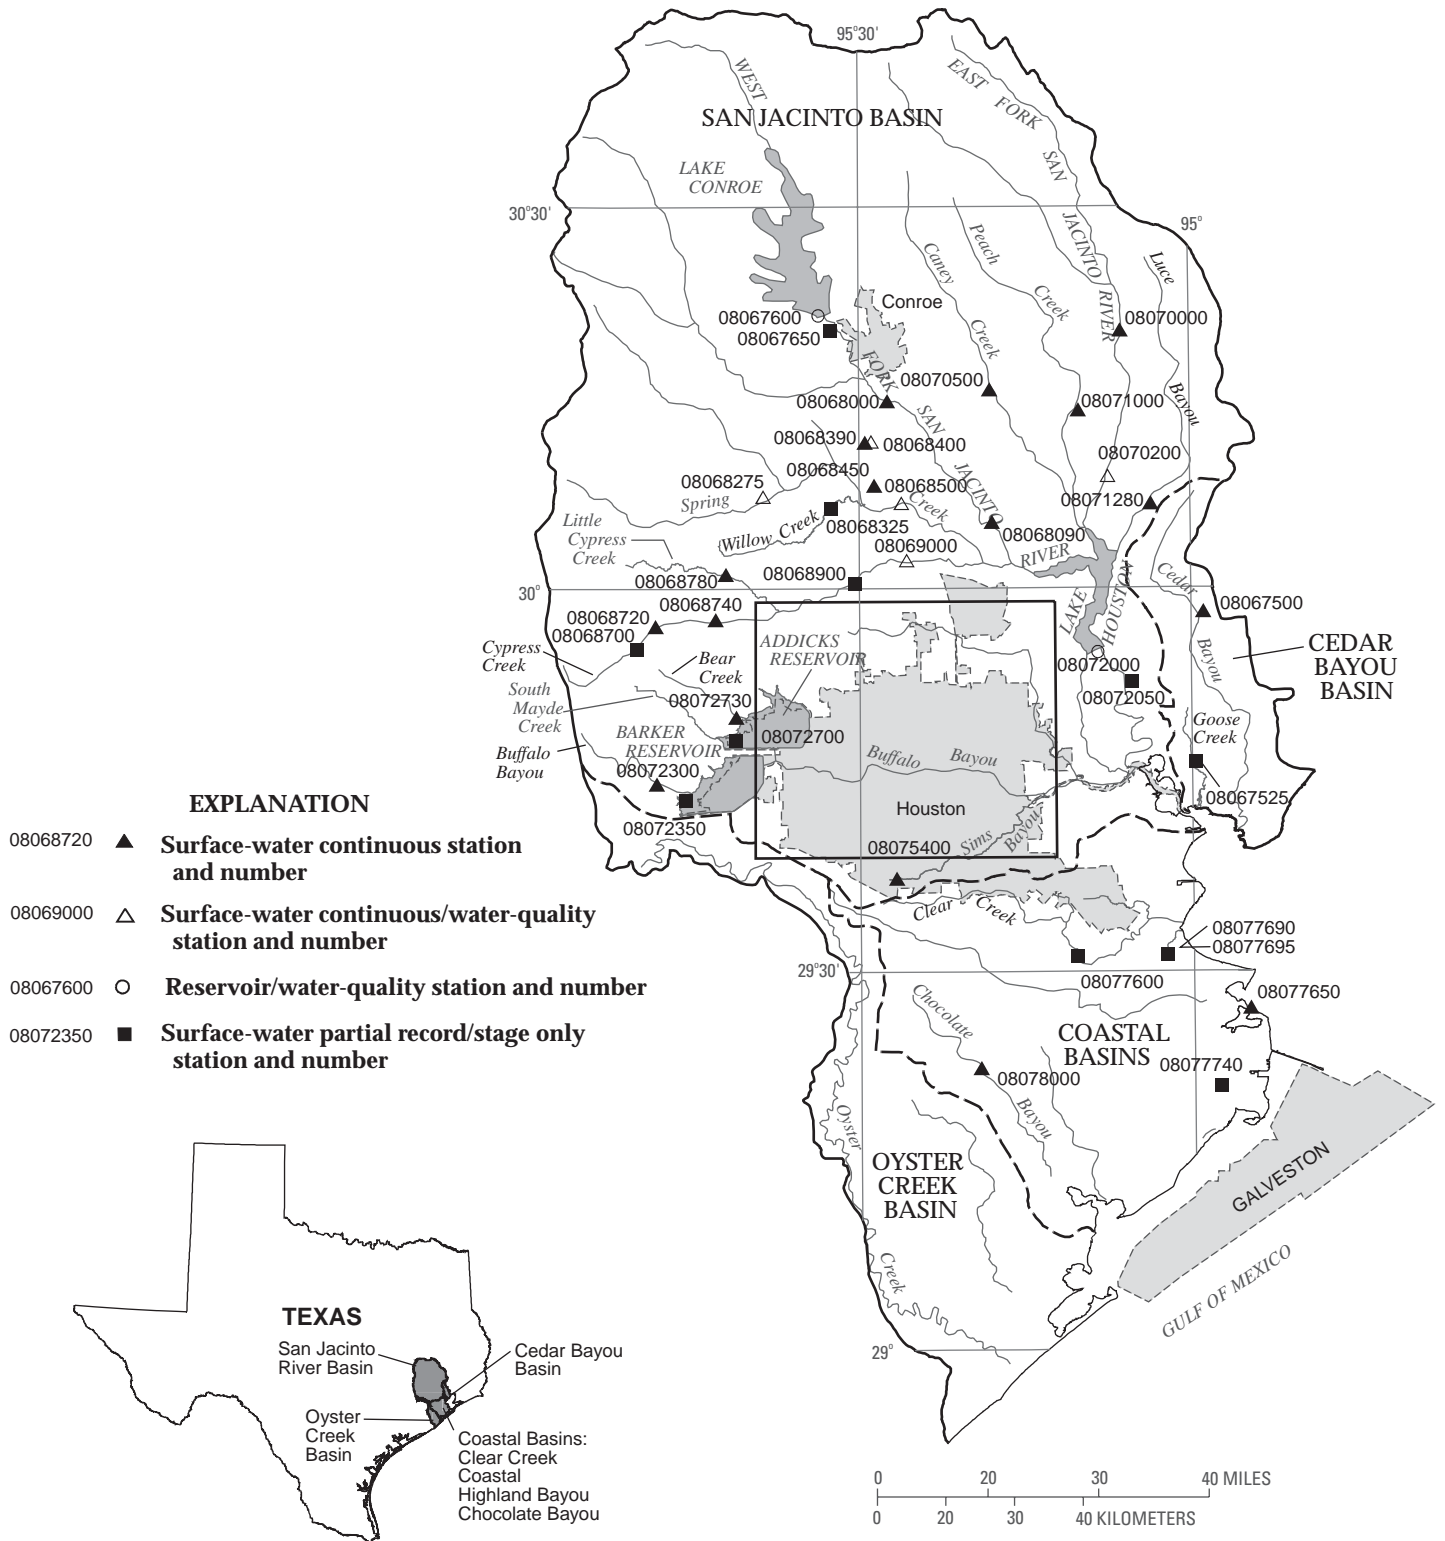 95°30'
WEST
EAST FORK SAN JACINTO RIVER
SAN JACINTO BASIN
LAKE
CONROE
30°30'
95°
Caney
Creek
Peach
Creek
Luce
Bayou
08067600
08067650
Conroe
08070000
FORK
08070500
08068000
08071000
SAN
JACINTO
RIVER
08068390
08068400
08070200
08068450
08068275
08068500
08071280
Spring
Creek
Little
Cypress
Creek
Willow Creek
08068325
08068090
08069000
08068780
08068900
30°
LAKE
HOUSTON
Cedar
Bayou
08067500
08068740
08068720
08068700
CEDAR
BAYOU
BASIN
Cypress
Creek
Bear
Creek
ADDICKS
RESERVOIR
08072000
08072050
South
Mayde
Creek
08072730
08072700
Goose
Creek
BARKER
RESERVOIR
Buffalo
Bayou
08072300
Buffalo Bayou
08067525
Houston
08072350
Sims
Bayou
08075400
Clear Creek
08077690
08077695
29°30'
08077600
08077650
Chocolate
Bayou
COASTAL
BASINS
08077740
08078000
Oyster
Creek
OYSTER
CREEK
BASIN
GALVESTON
GULF OF MEXICO
29°
EXPLANATION
08068720 Surface-water continuous station
and number
08069000 Surface-water continuous/water-quality
station and number
08067600 Reservoir/water-quality station and number
08072350 Surface-water partial record/stage only
station and number
TEXAS
San Jacinto
River Basin
Cedar Bayou
Basin
Oyster
Creek
Basin
Coastal Basins:
Clear Creek
Coastal
Highland Bayou
Chocolate Bayou
0 20 30 40 MILES
0 20 30 40 KILOMETERS